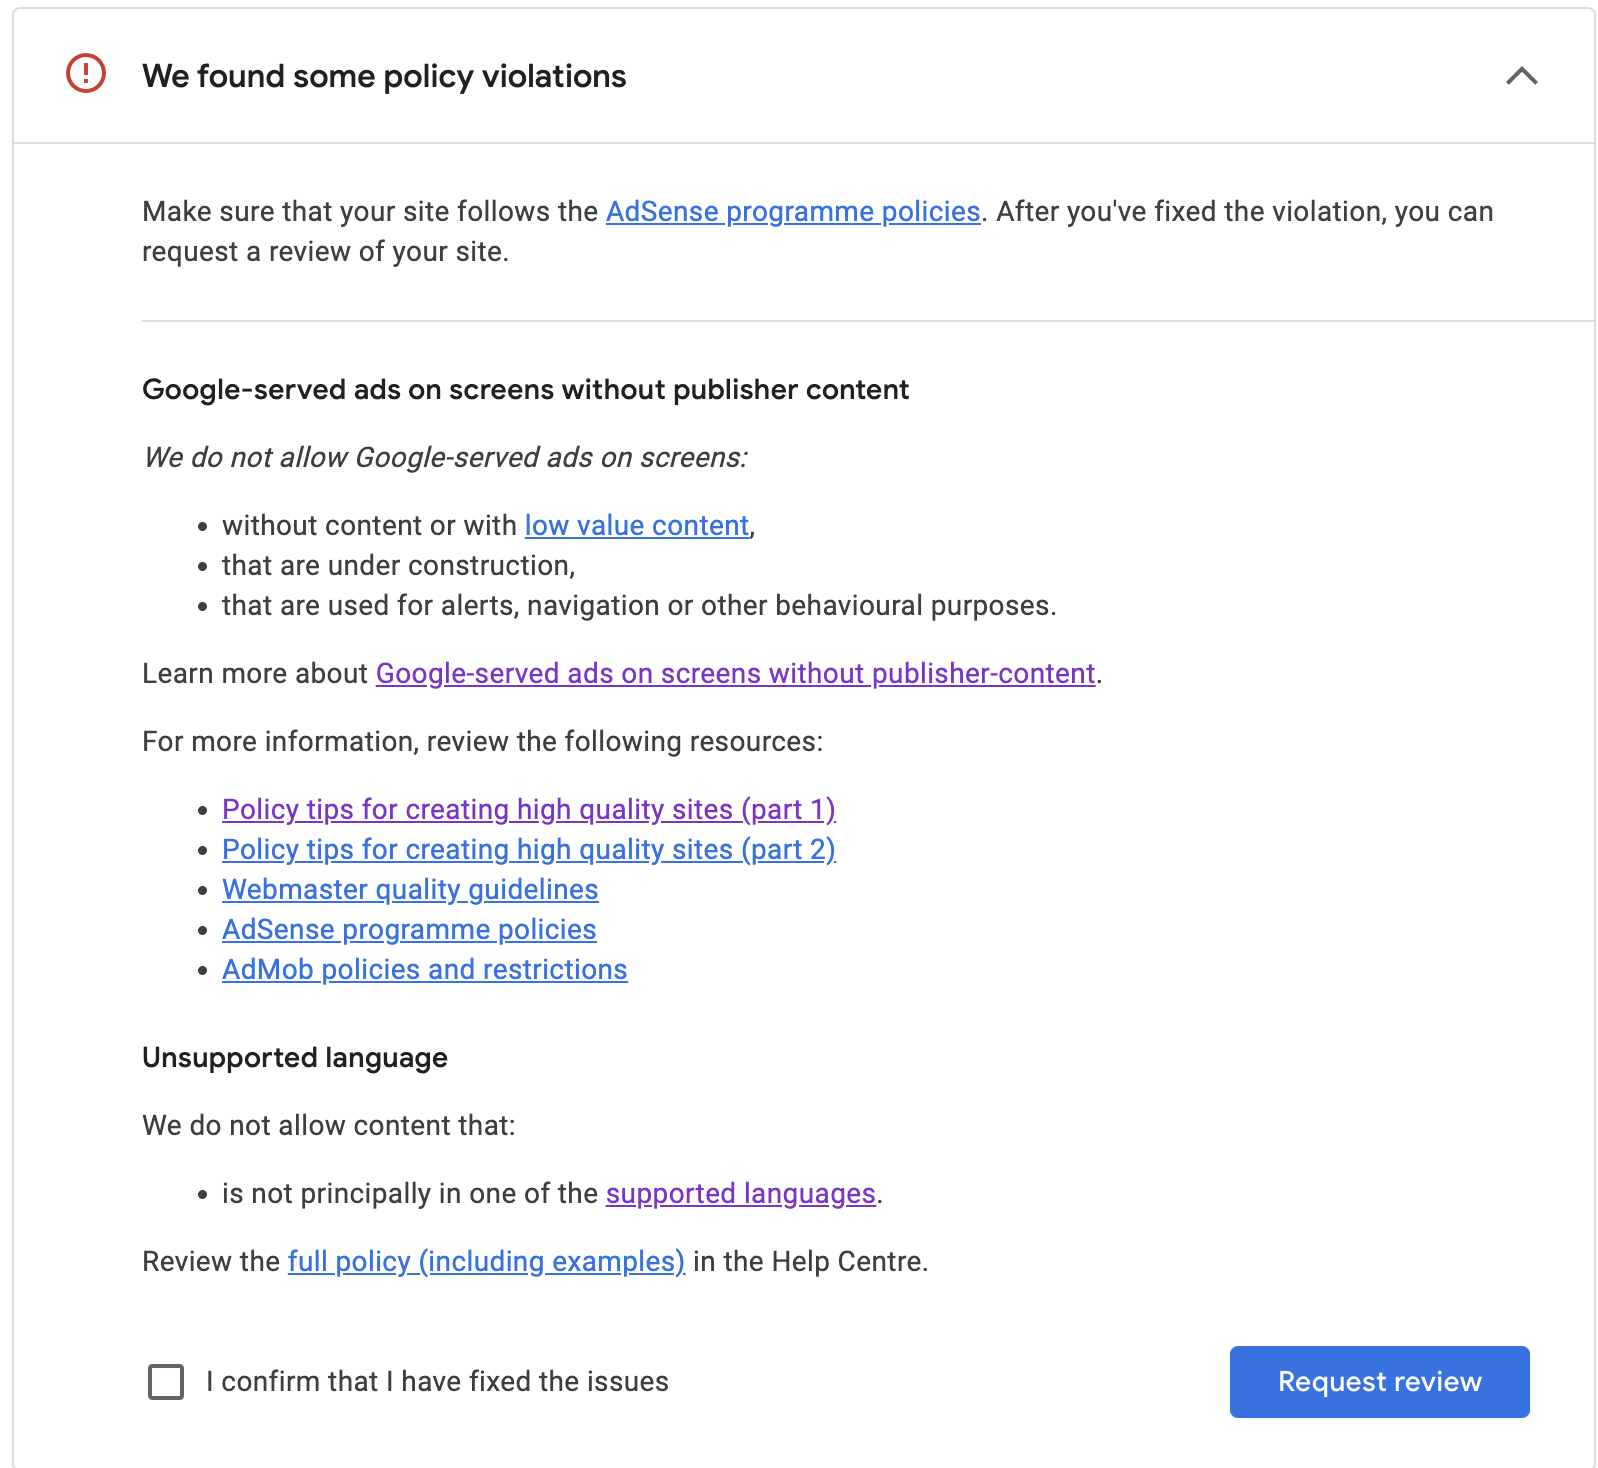 We found some policy violations
Make sure that your site follows the AdSense programme policies. After you've fixed the violation, you can
request a review of your site.
Google-served ads on screens without publisher content
We do not allow Google-served ads on screens:
• without content or with low value content,
• that are under construction,
• that are used for alerts, navigation or other behavioural purposes.
Learn more about Google-served ads on screens without publisher-content.
For more information, review the following resources:
• Policy tips for creating high quality sites (part 1)
• Policy tips for creating high quality sites (part 2)
• Webmaster quality guidelines
• AdSense programme policies
• AdMob policies and restrictions
Unsupported language
We do not allow content that:
• is not principally in one of the supported languages.
Review the full policy (including examples) in the Help Centre.
I confirm that I have fixed the issues
Request review